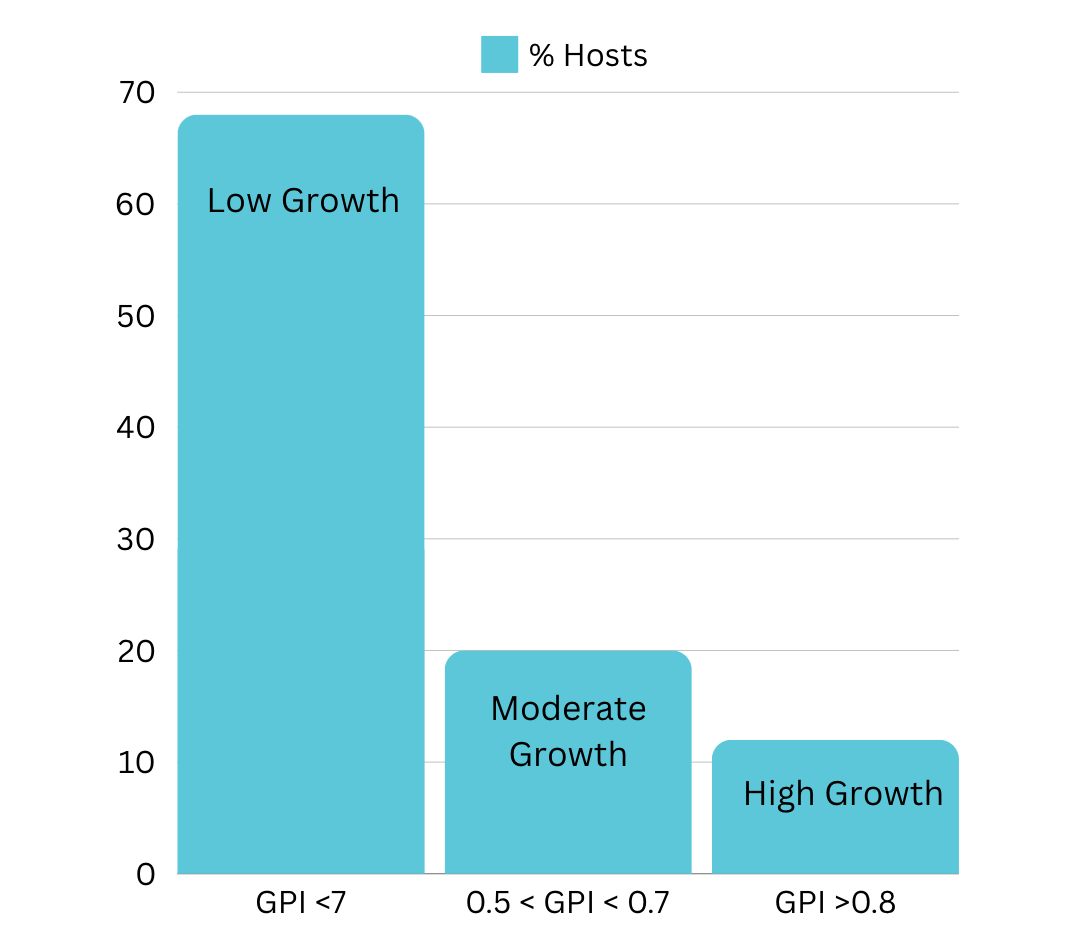 % Hosts
70
60
50
40
30
20
10
0
Low Growth
Moderate
Growth
High Growth
GPI <7
0.5 < GPI < 0.7
GPI >0.8